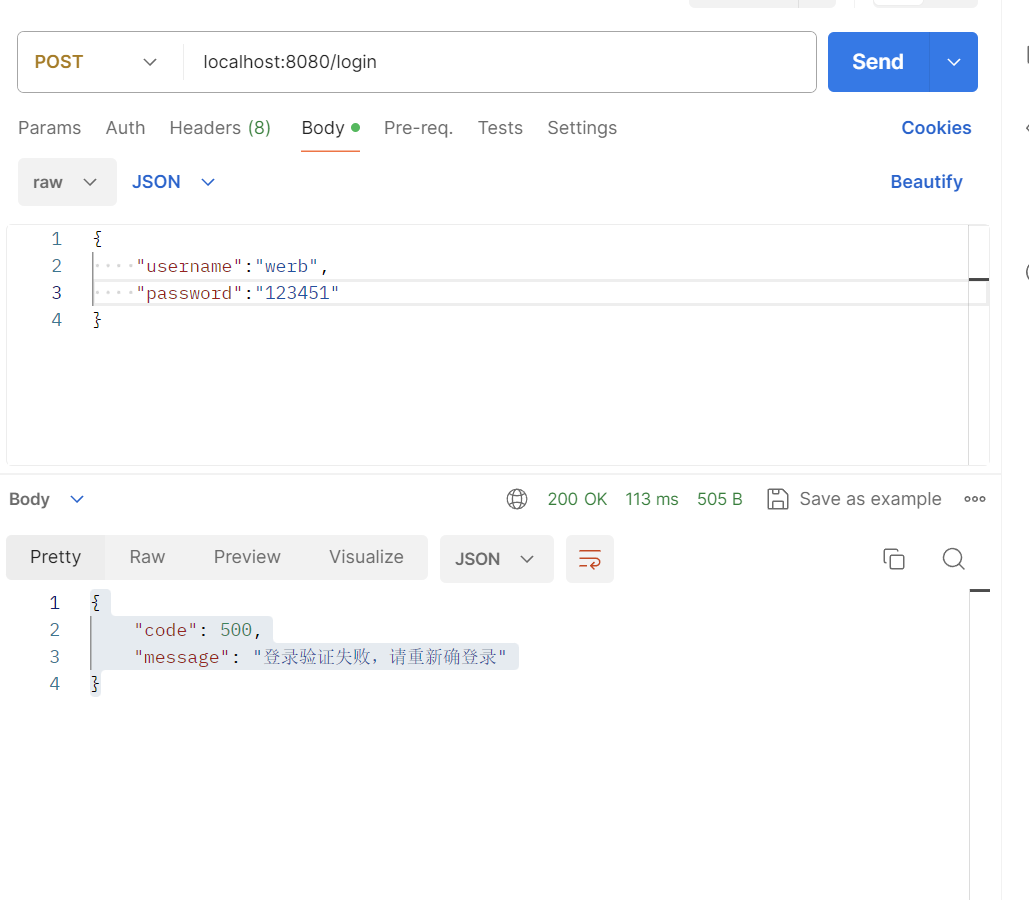 POST localhost:8080/login Send
Params Auth Headers (8) Body Pre-req. Tests Settings Cookies
raw JSON Beautify
1 {
2 "username":"werb",
3 "password":"123451"
4 }
Body 200 OK 113 ms 505 B Save as example
Pretty Raw Preview Visualize JSON
1 {
2 "code": 500,
3 "message": "登录验证失败，请重新确登录"
4 }